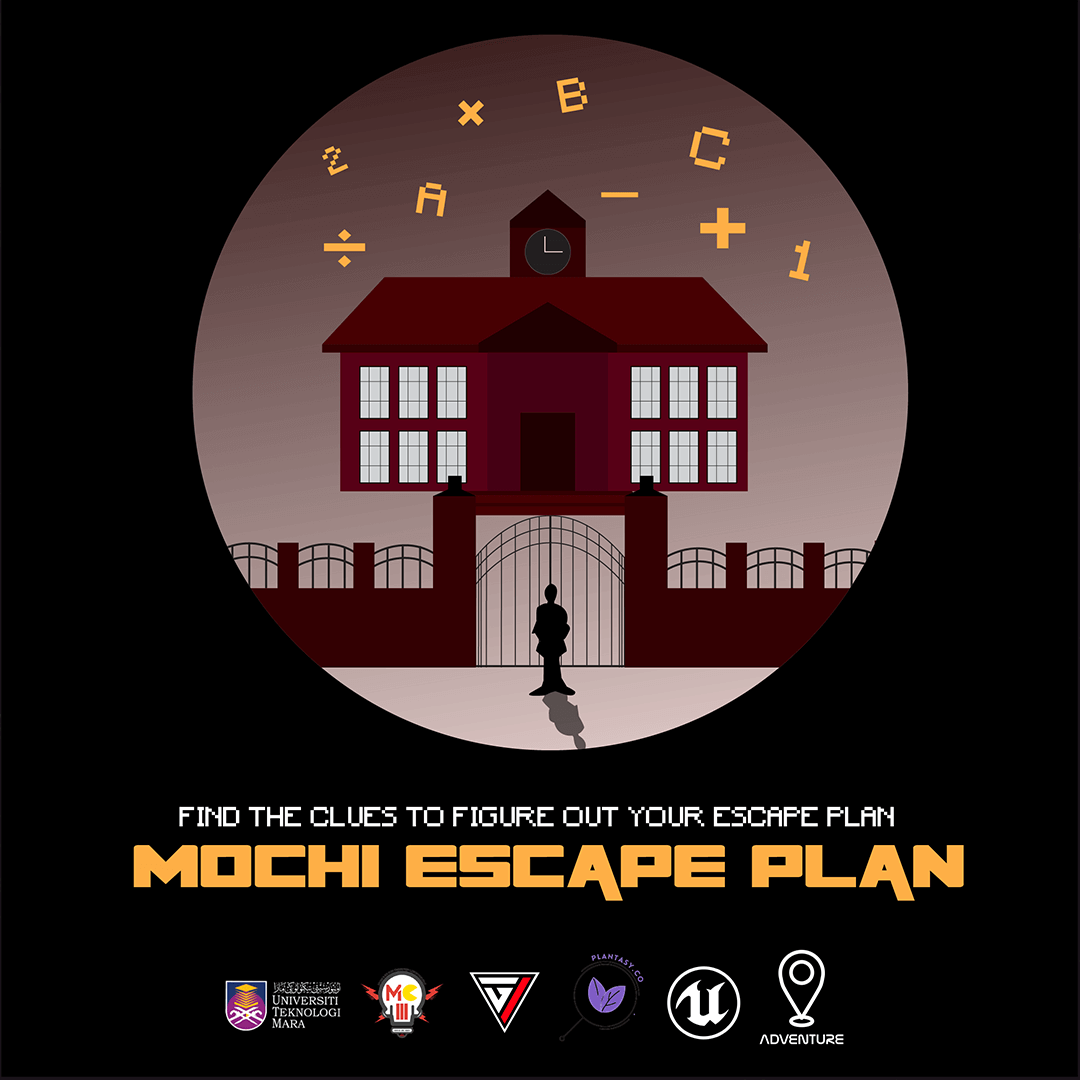 B
×
C
2
A
−
+
÷
1
FIND THE CLUES TO FIGURE OUT YOUR ESCAPE PLAN
MOCHI ESCAPE PLAN
PLANTASY.CO
UNIVERSITI
TEKNOLOGI
MARA
MC
ADVENTURE